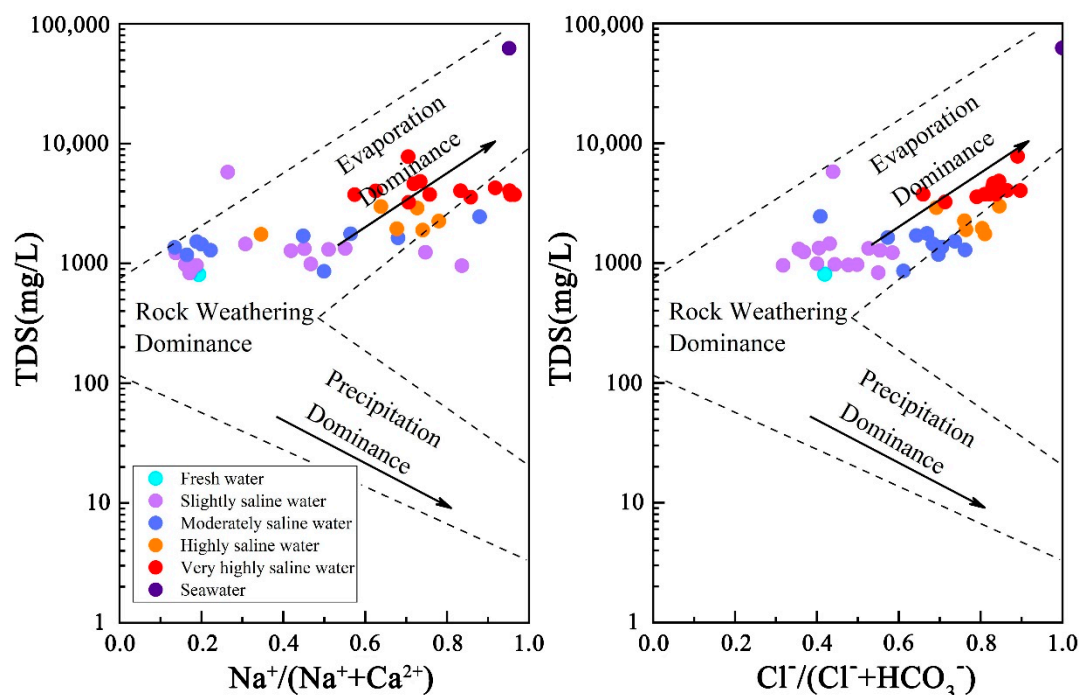 TDS(mg/L)
100,000
10,000
1000
100
10
1
Evaporation
Dominance
Rock Weathering
Dominance
Precipitation
Dominance
Fresh water
Slightly saline water
Moderately saline water
Highly saline water
Very highly saline water
Seawater
0.0 0.2 0.4 0.6 0.8 1.0
Na⁺/(Na⁺+Ca²⁺)
TDS(mg/L)
100,000
10,000
1000
100
10
1
Evaporation
Dominance
Rock Weathering
Dominance
Precipitation
Dominance
0.0 0.2 0.4 0.6 0.8 1.0
Cl⁻/(Cl⁻+HCO₃⁻)